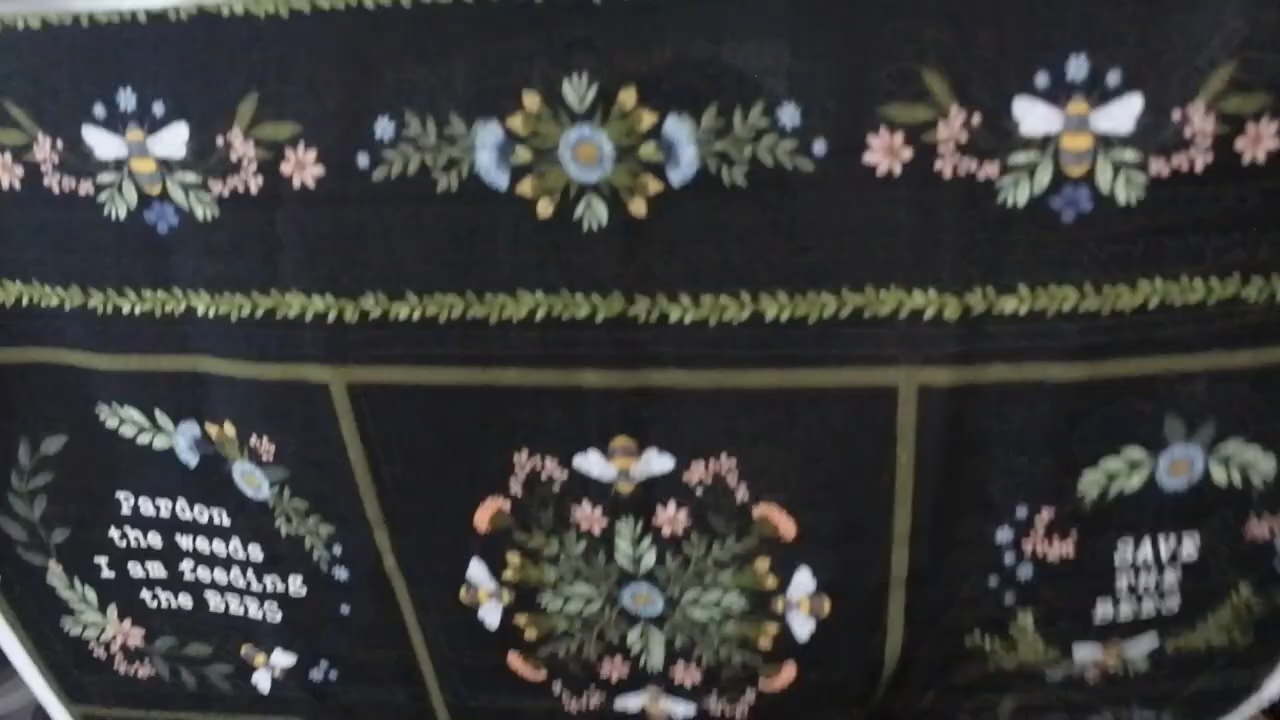 Pardon
the weeds
I am feeding
the BEES
SAVE
THE
BEES